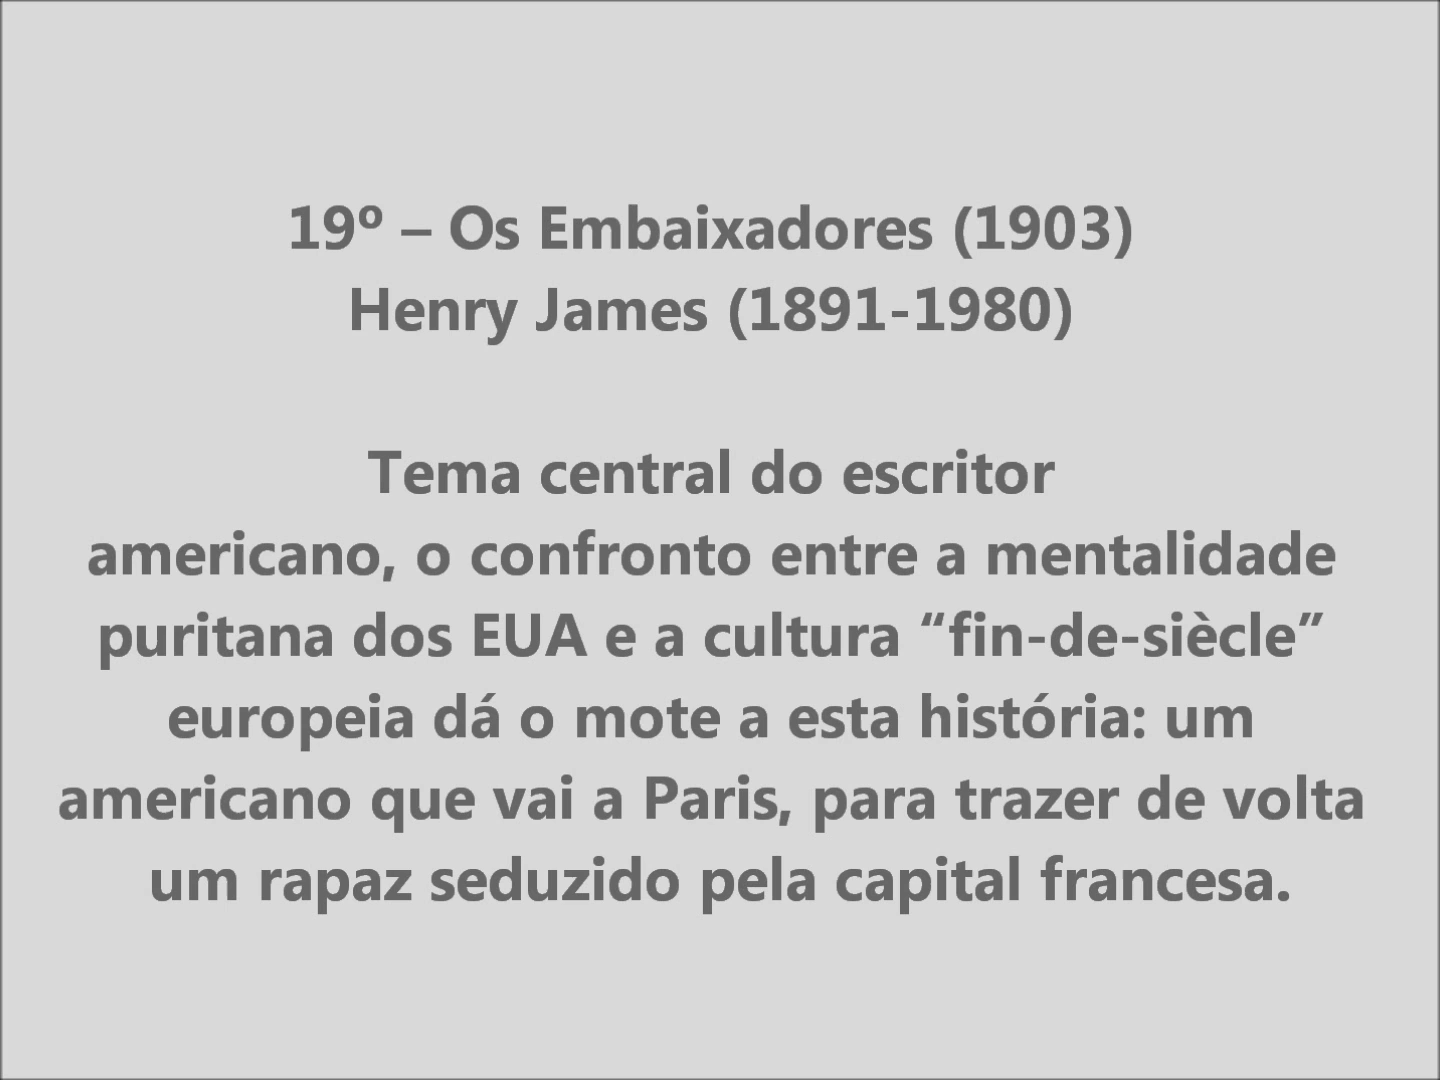 19º – Os Embaixadores (1903)
Henry James (1891-1980)
Tema central do escritor
americano, o confronto entre a mentalidade
puritana dos EUA e a cultura “fin-de-siècle”
europeia dá o mote a esta história: um
americano que vai a Paris, para trazer de volta
um rapaz seduzido pela capital francesa.